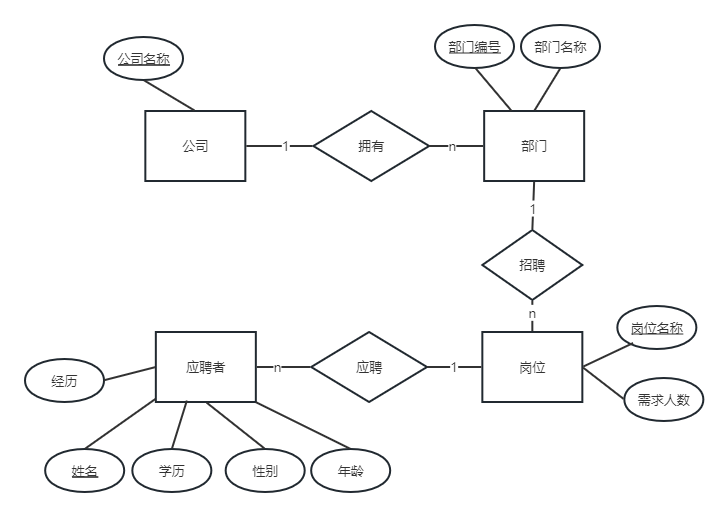 部门编号
部门名称
公司名称
公司
1
拥有
n
部门
1
招聘
n
岗位名称
经历
应聘者
n
应聘
1
岗位
需求人数
姓名
学历
性别
年龄